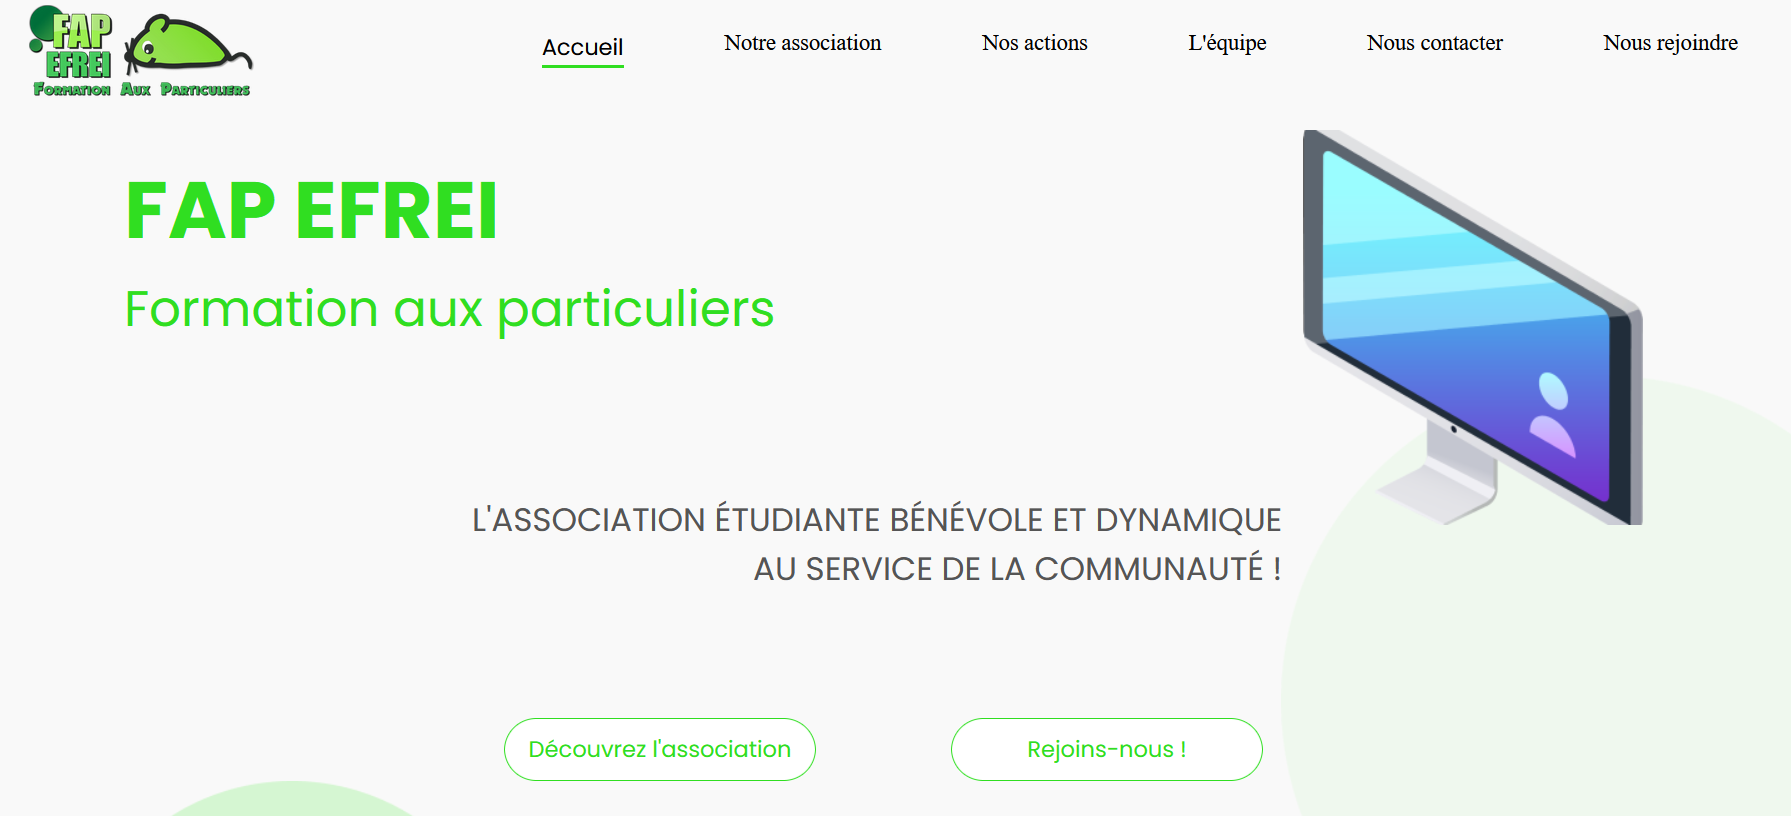 FAP
EFREI
Formation Aux Particuliers
Accueil
Notre association
Nos actions
L'équipe
Nous contacter
Nous rejoindre
FAP EFREI
Formation aux particuliers
L'ASSOCIATION ÉTUDIANTE BÉNÉVOLE ET DYNAMIQUE
AU SERVICE DE LA COMMUNAUTÉ !
Découvrez l'association
Rejoins-nous !